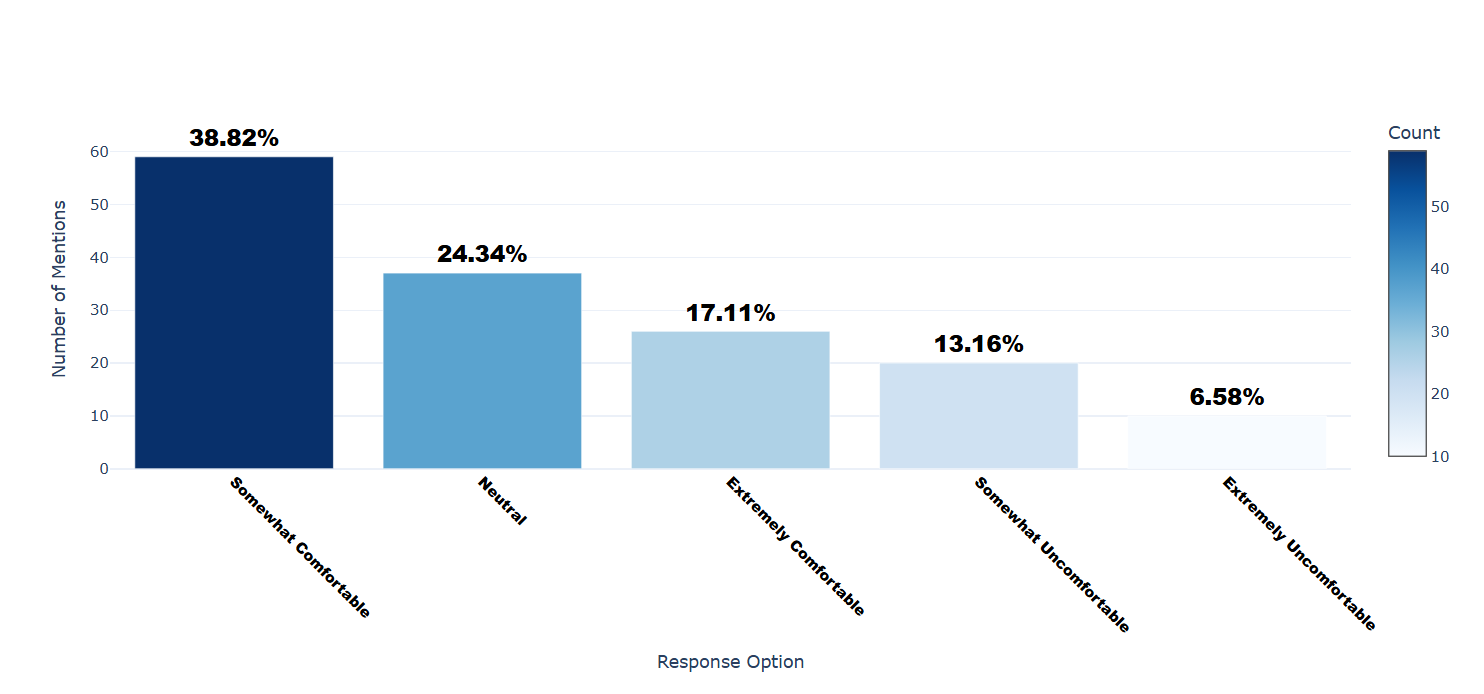 38.82%
24.34%
17.11%
13.16%
6.58%
Number of Mentions
60
50
40
30
20
10
0
Somewhat Comfortable
Neutral
Extremely Comfortable
Somewhat Uncomfortable
Extremely Uncomfortable
Response Option
Count
50
40
30
20
10